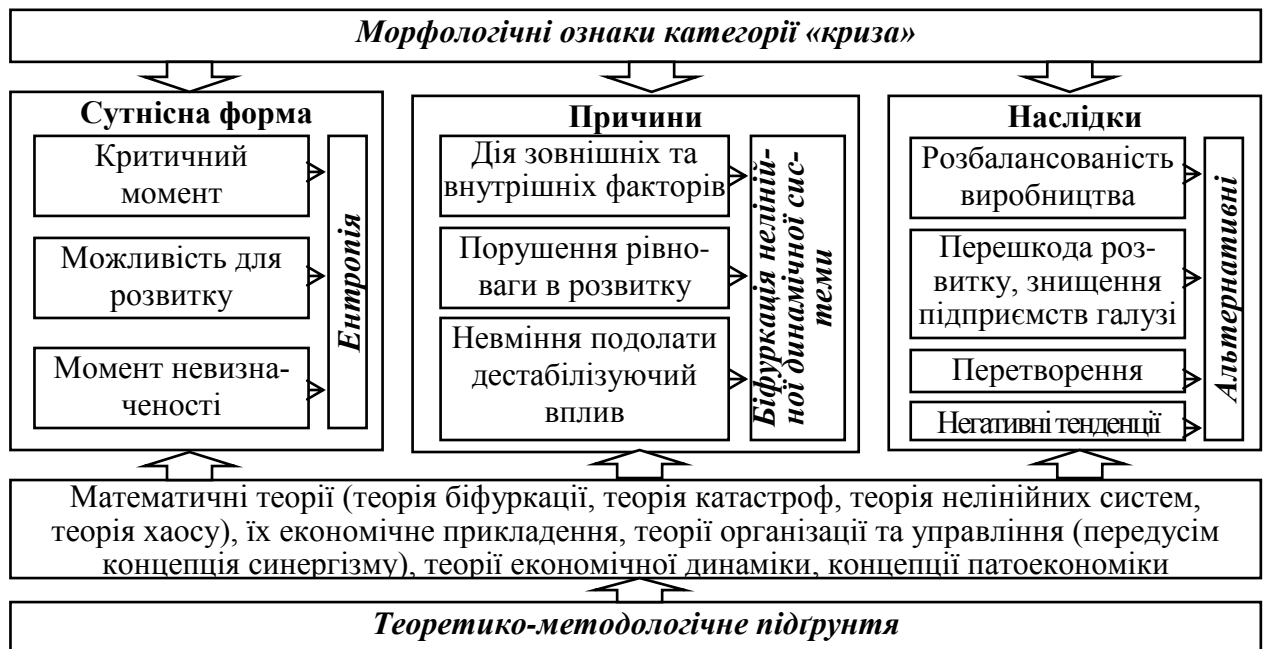 Морфологічні ознаки категорії «криза»
Сутнісна форма
Критичний
момент
Можливість для
розвитку
Момент невизна-
ченості
Ентропія
Причини
Дія зовнішніх та
внутрішніх факторів
Порушення рівно-
ваги в розвитку
Невміння подолати
дестабілізуючий
вплив
Біфуркація неліній-
ної динамічної сис-
теми
Наслідки
Розбалансованість
виробництва
Перешкода роз-
витку, знищення
підприємств галузі
Перетворення
Негативні тенденції
Альтернативні
Математичні теорії (теорія біфуркації, теорія катастроф, теорія нелінійних систем,
теорія хаосу), їх економічне прикладення, теорії організації та управління (передусім
концепція синергізму), теорії економічної динаміки, концепції патоекономіки
Теоретико-методологічне підґрунтя